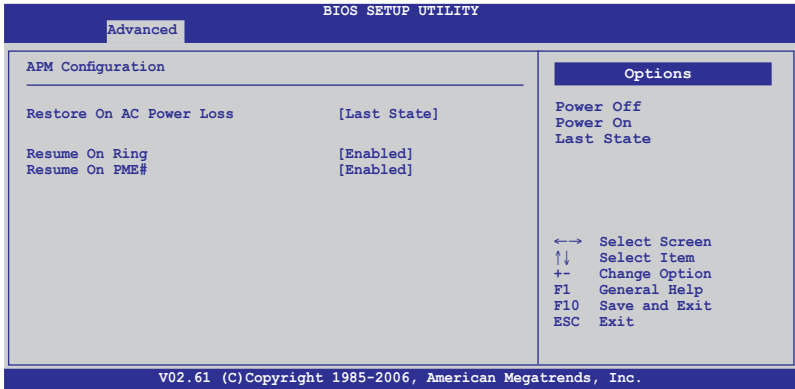 BIOS SETUP UTILITY
Advanced
APM Configuration
Restore On AC Power Loss [Last State]
Resume On Ring [Enabled]
Resume On PME# [Enabled]
Options
Power Off
Power On
Last State
←→ Select Screen
↑↓ Select Item
+- Change Option
F1 General Help
F10 Save and Exit
ESC Exit
V02.61 (C)Copyright 1985-2006, American Megatrends, Inc.